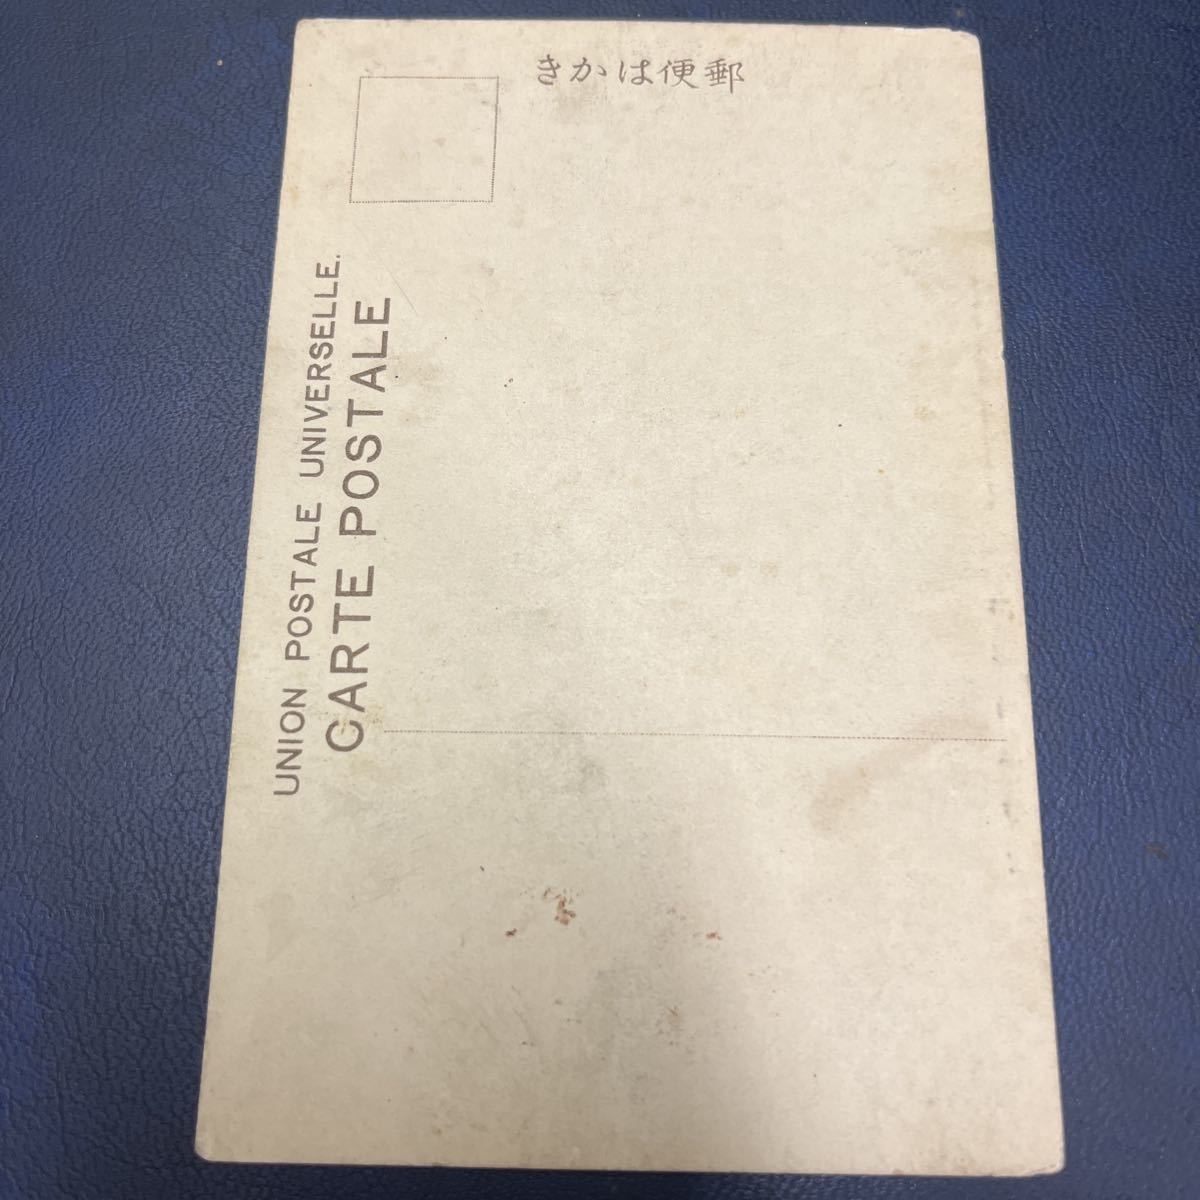 きかは便郵
UNION POSTALE UNIVERSELLE.
CARTE POSTALE